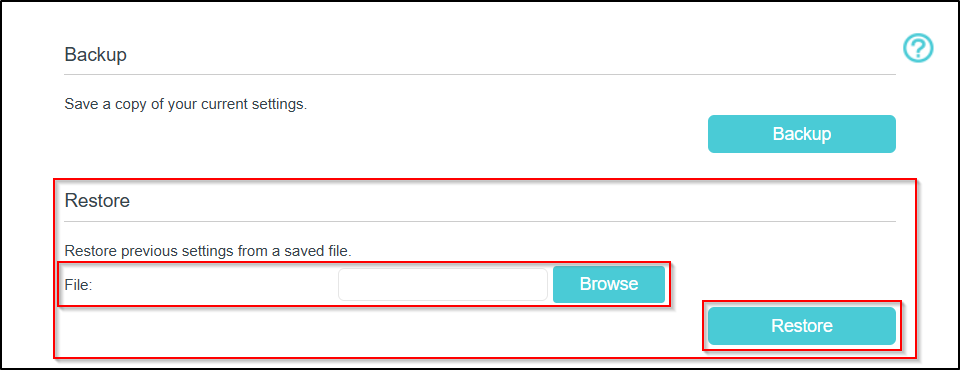 Backup
?
Save a copy of your current settings.
Backup
Restore
Restore previous settings from a saved file.
File:
Browse
Restore